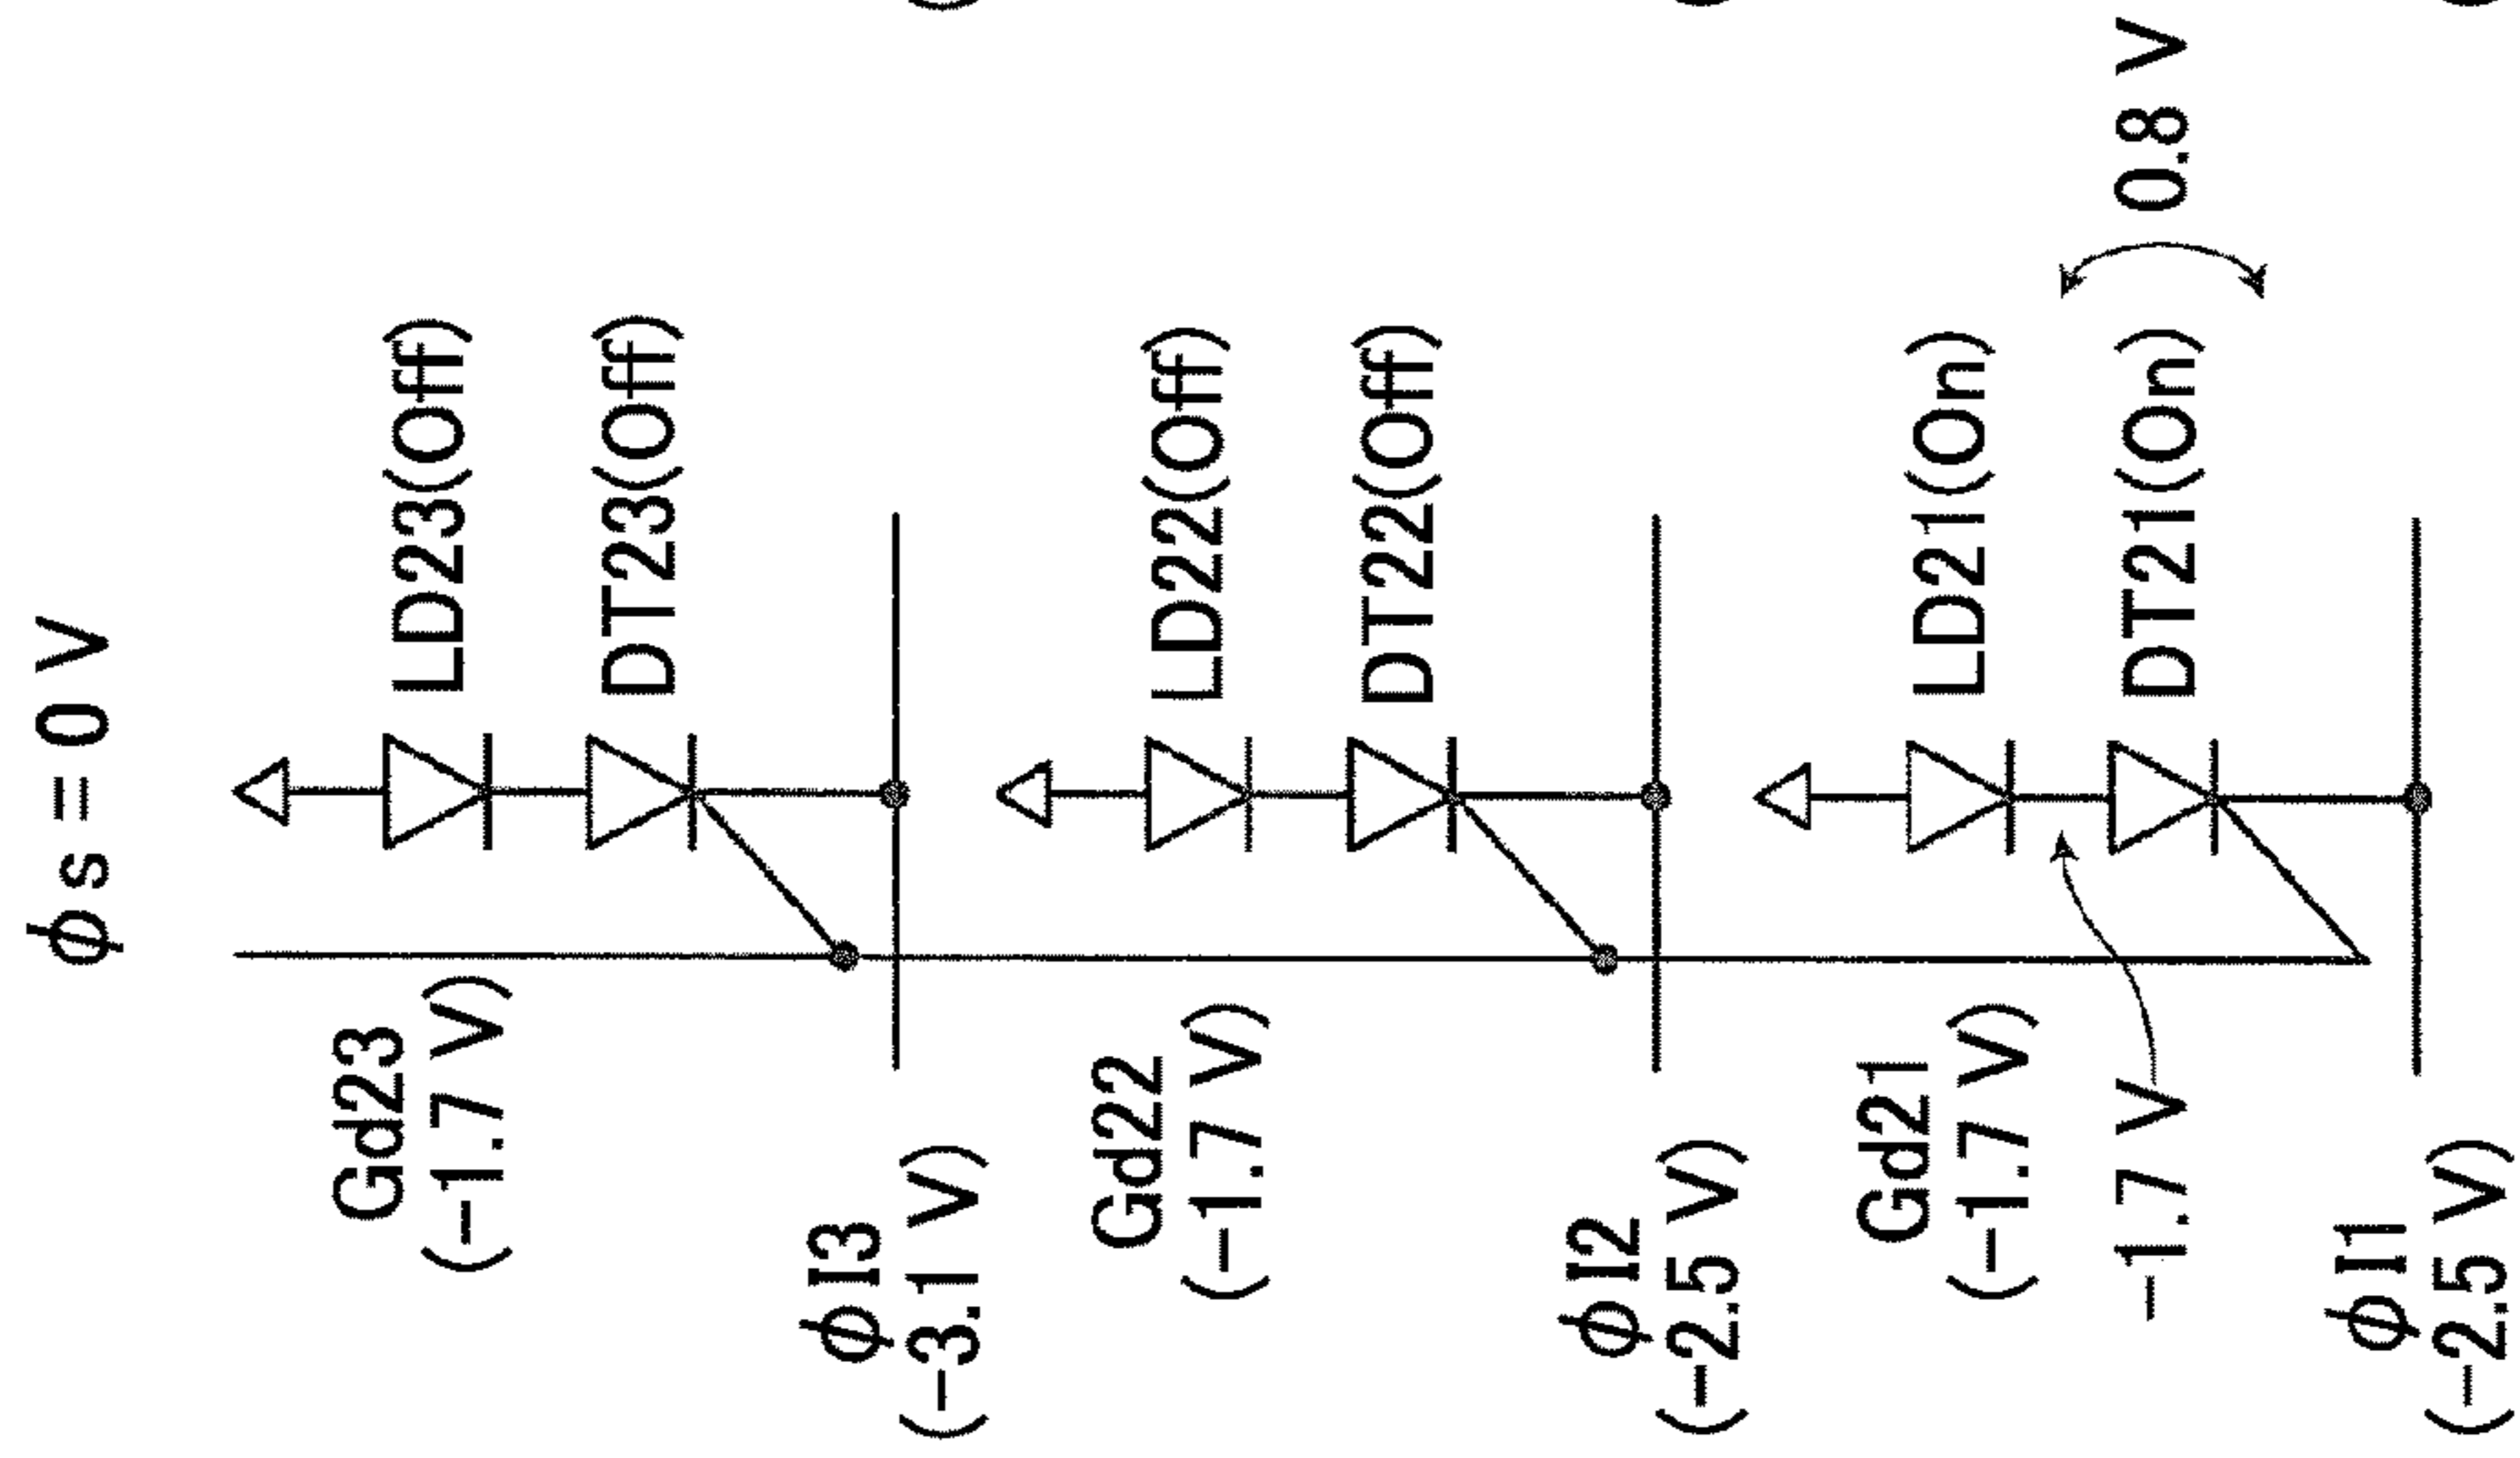 φs=0 V
LD23(Off)
DT23(Off)
Gd23
(−1.7 V)
φI3
(−3.1 V)
LD22(Off)
DT22(Off)
Gd22
(−1.7 V)
φI2
(−2.5 V)
LD21(On)
DT21(On)
0.8 V
Gd21
(−1.7 V)
−1.7 V
φI1
(−2.5 V)